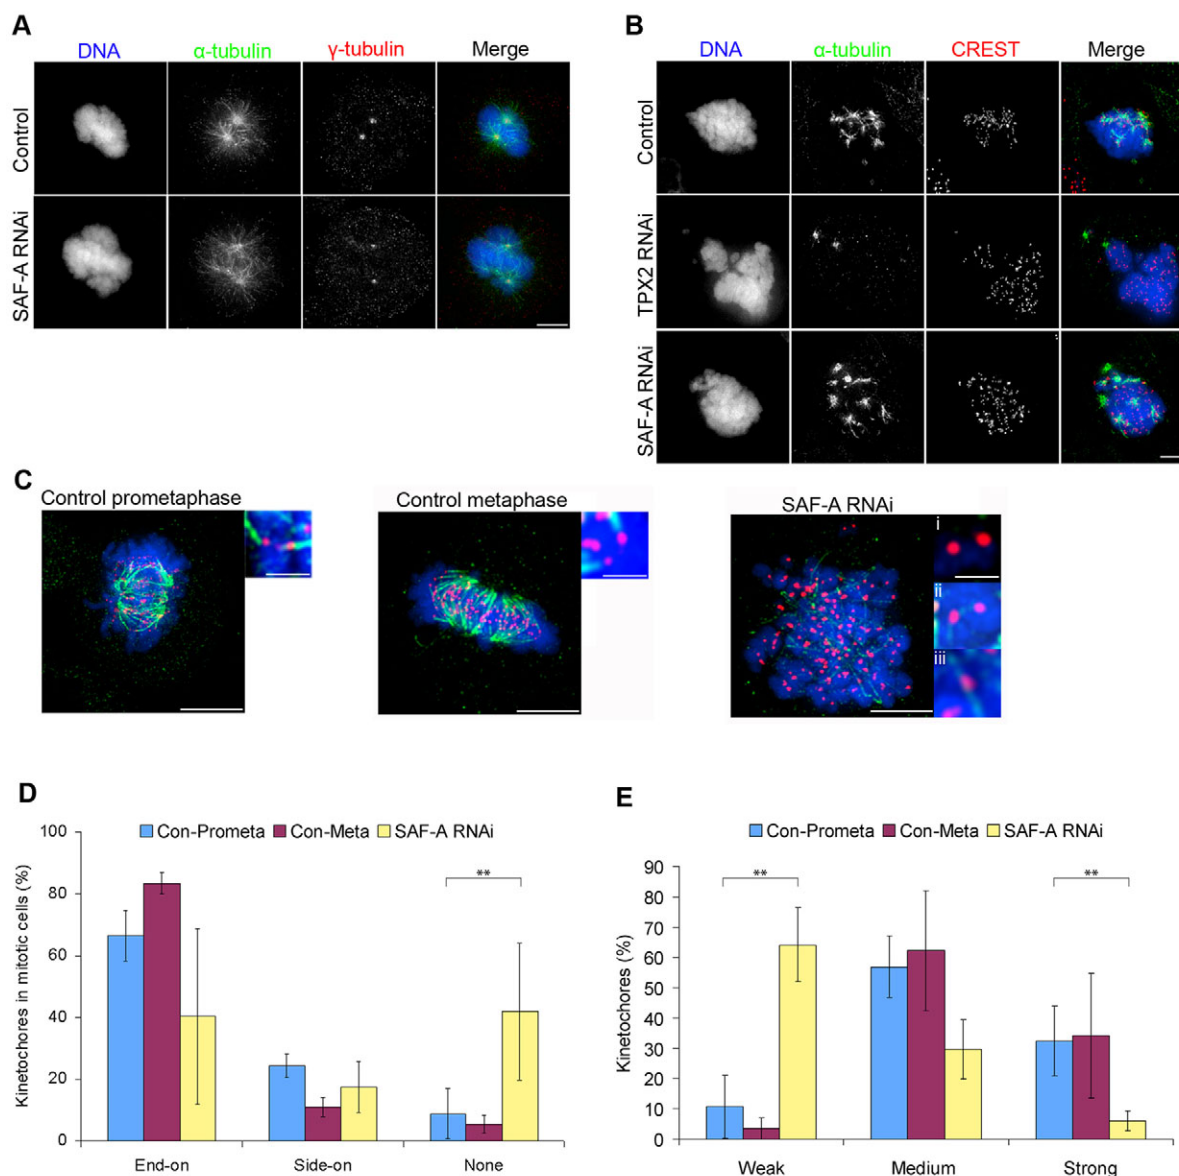 A
DNA α-tubulin γ-tubulin Merge
Control
SAF-A RNAi
B
DNA α-tubulin CREST Merge
Control
TPX2 RNAi
SAF-A RNAi
C
Control prometaphase
Control metaphase
SAF-A RNAi
i
ii
iii
D
Con-Prometa Con-Meta SAF-A RNAi
Kinetochores in mitotic cells (%)
100
80
60
40
20
0
**
End-on Side-on None
E
Con-Prometa Con-Meta SAF-A RNAi
Kinetochores (%)
90
80
70
60
50
40
30
20
10
0
**
**
Weak Medium Strong